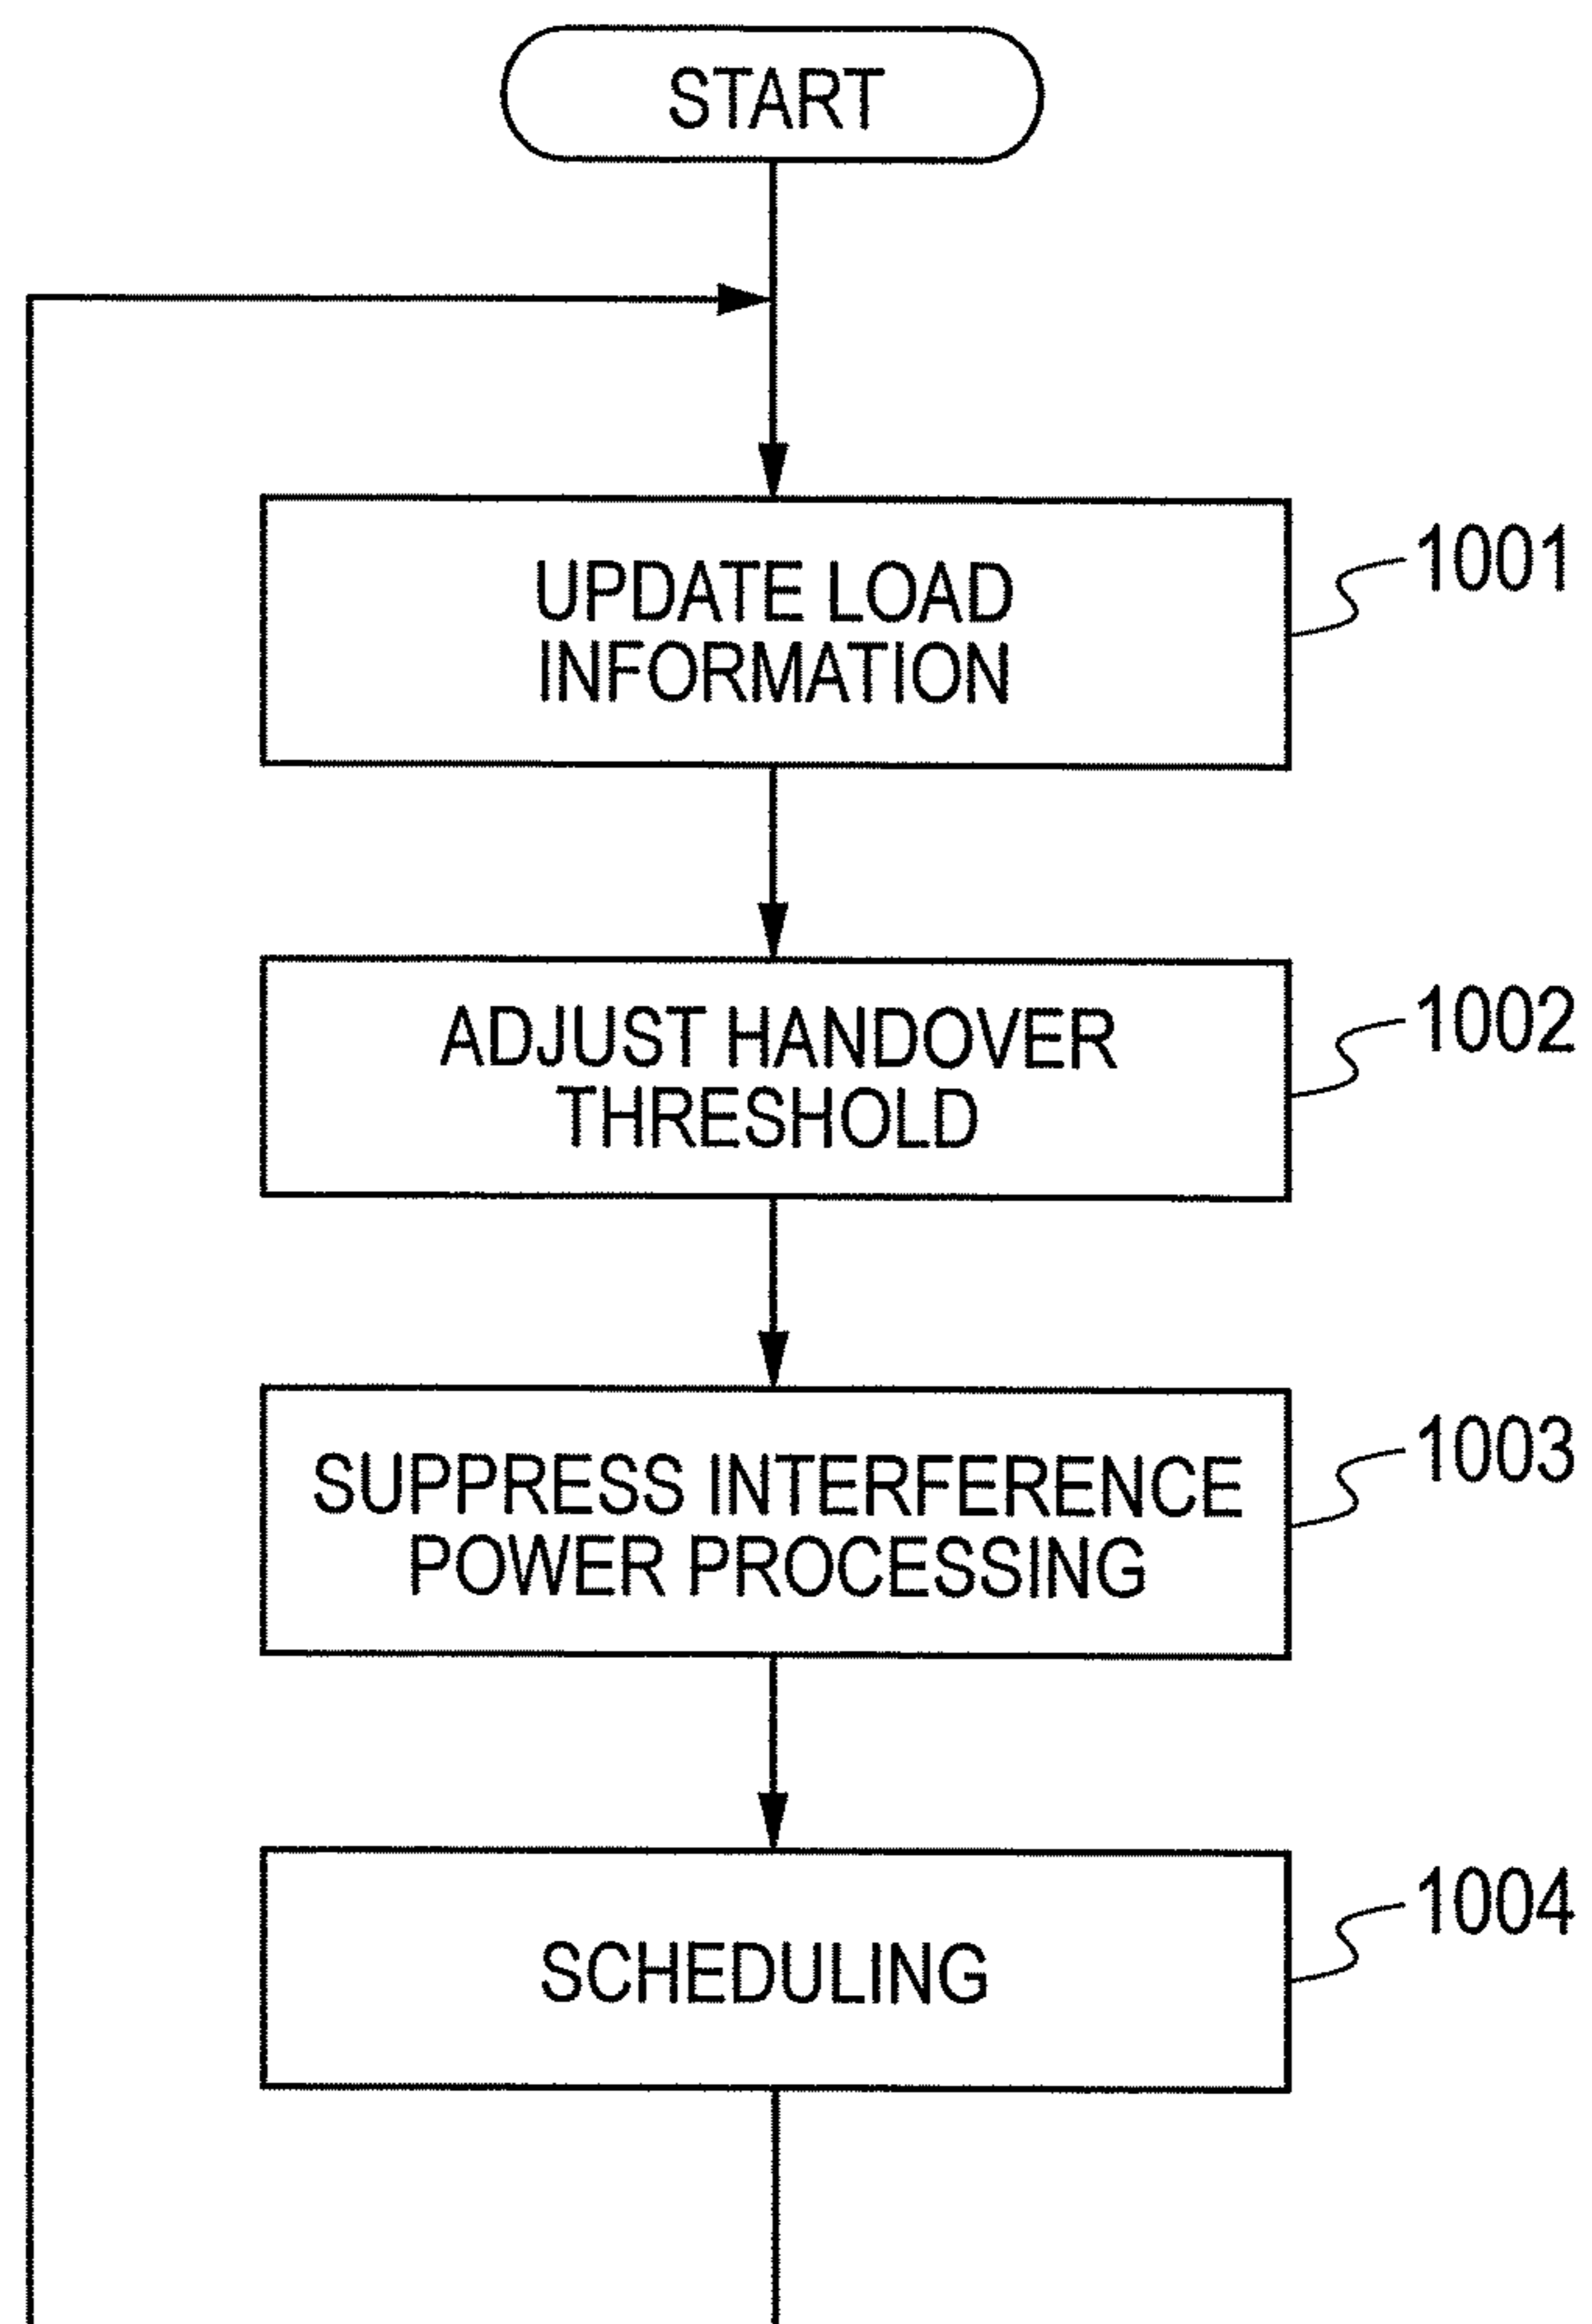 START
UPDATE LOAD
INFORMATION
1001
ADJUST HANDOVER
THRESHOLD
1002
SUPPRESS INTERFERENCE
POWER PROCESSING
1003
SCHEDULING
1004